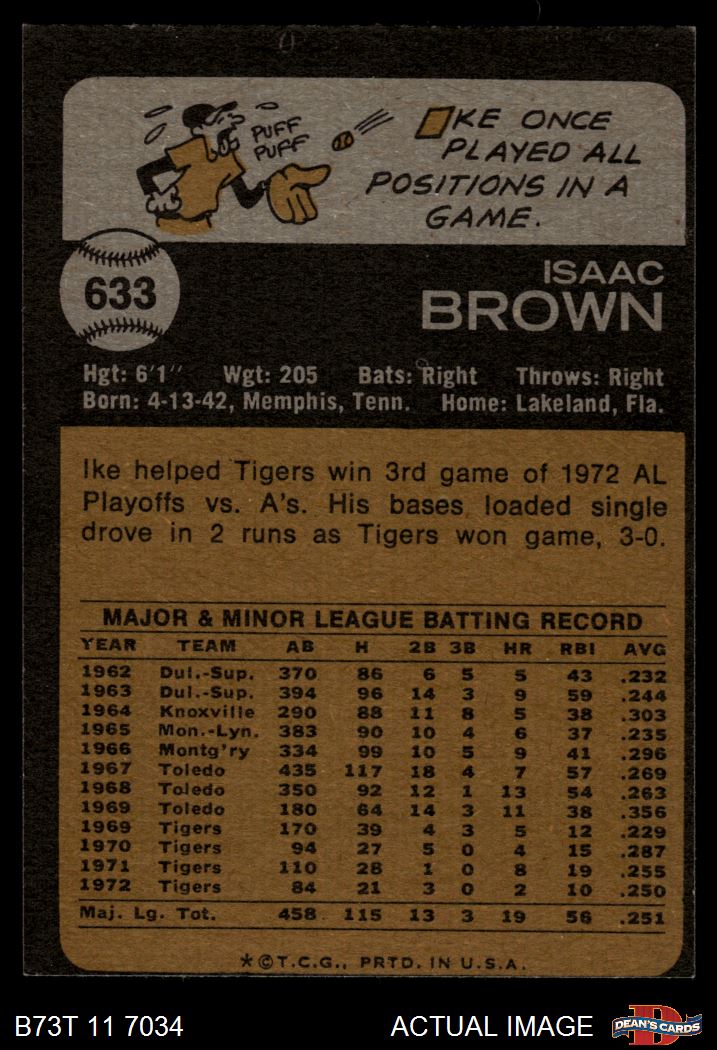 PUFF
PUFF
IKE ONCE
PLAYED ALL
POSITIONS IN A
GAME.
633
ISAAC
BROWN
Hgt: 6'1" Wgt: 205 Bats: Right Throws: Right
Born: 4-13-42, Memphis, Tenn. Home: Lakeland, Fla.
Ike helped Tigers win 3rd game of 1972 AL
Playoffs vs. A's. His bases loaded single
drove in 2 runs as Tigers won game, 3-0.
MAJOR & MINOR LEAGUE BATTING RECORD
YEAR TEAM AB H 2B 3B HR RBI AVG
1962 Dul.-Sup. 370 86 6 5 5 43 .232
1963 Dul.-Sup. 394 96 14 3 9 59 .244
1964 Knoxville 290 88 11 8 5 38 .303
1965 Mon.-Lyn. 383 90 10 4 6 37 .235
1966 Montg'ry 334 99 10 5 9 41 .296
1967 Toledo 435 117 18 4 7 57 .269
1968 Toledo 350 92 12 1 13 54 .263
1969 Toledo 180 64 14 3 11 38 .356
1969 Tigers 170 39 4 3 5 12 .229
1970 Tigers 94 27 5 0 4 15 .287
1971 Tigers 110 28 1 0 8 19 .255
1972 Tigers 84 21 3 0 2 10 .250
Maj. Lg. Tot. 458 115 13 3 19 56 .251
*©T.C.G., PRTD. IN U.S.A.
B73T 11 7034 ACTUAL IMAGE D DEAN'S CARDS